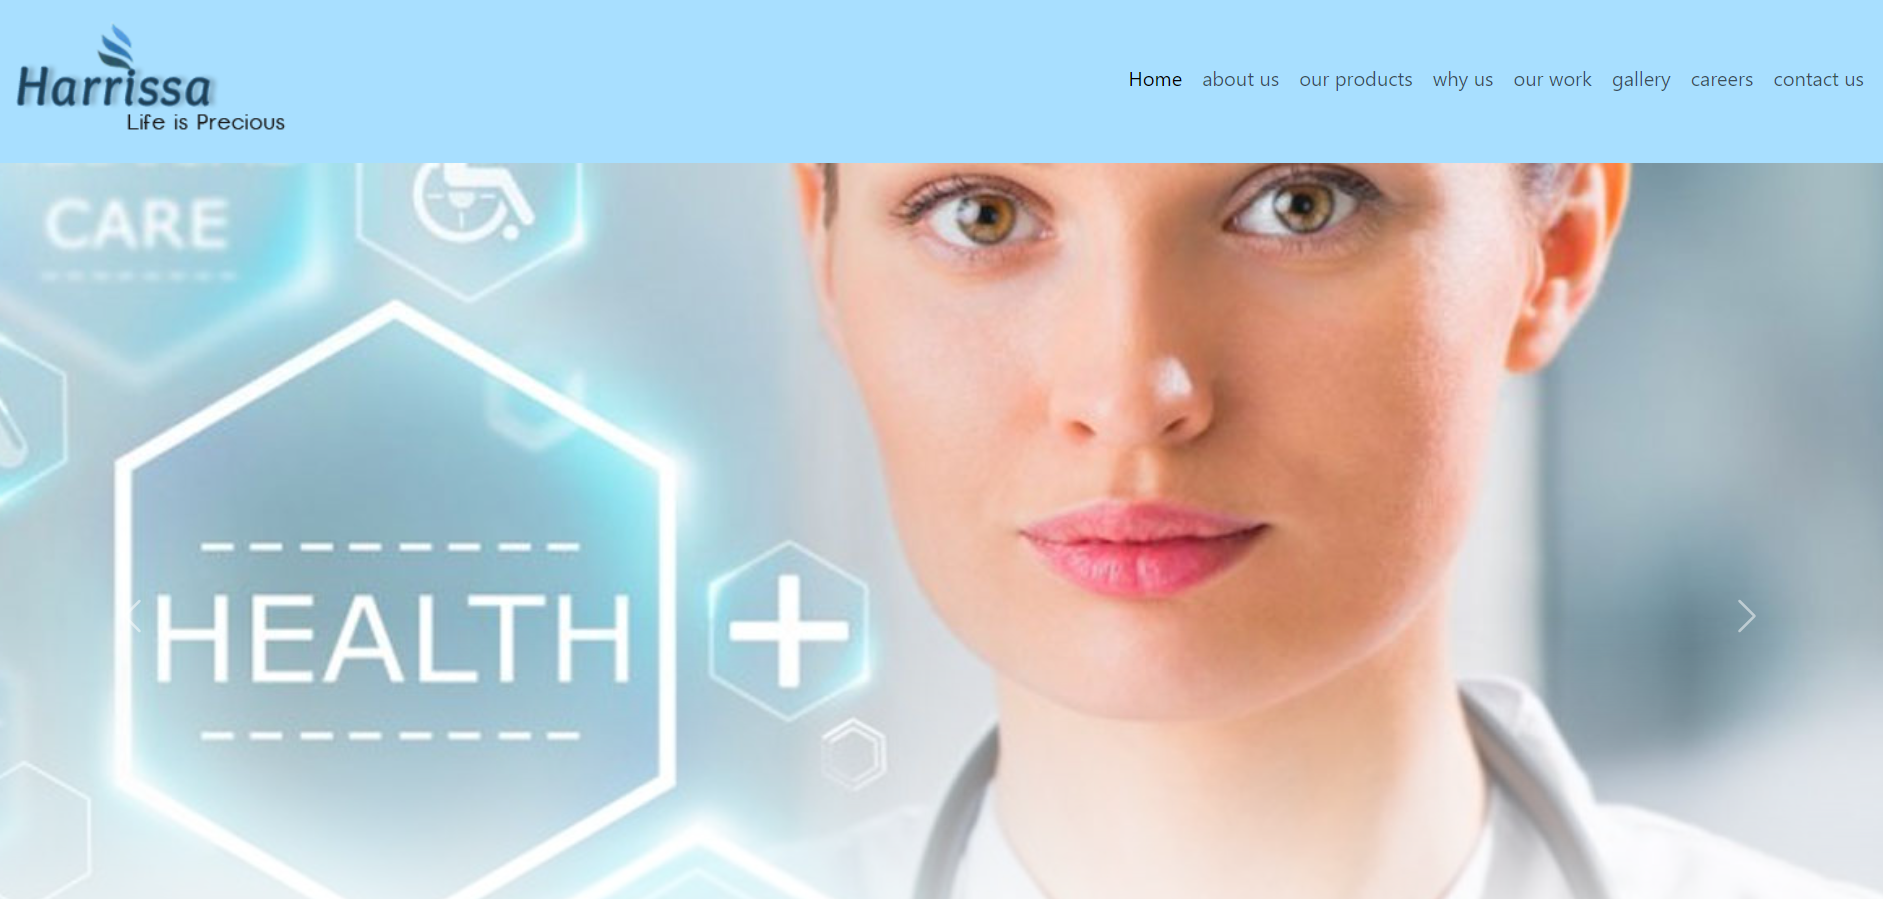 Harrissa
Life is Precious
Home about us our products why us our work gallery careers contact us
CARE
HEALTH